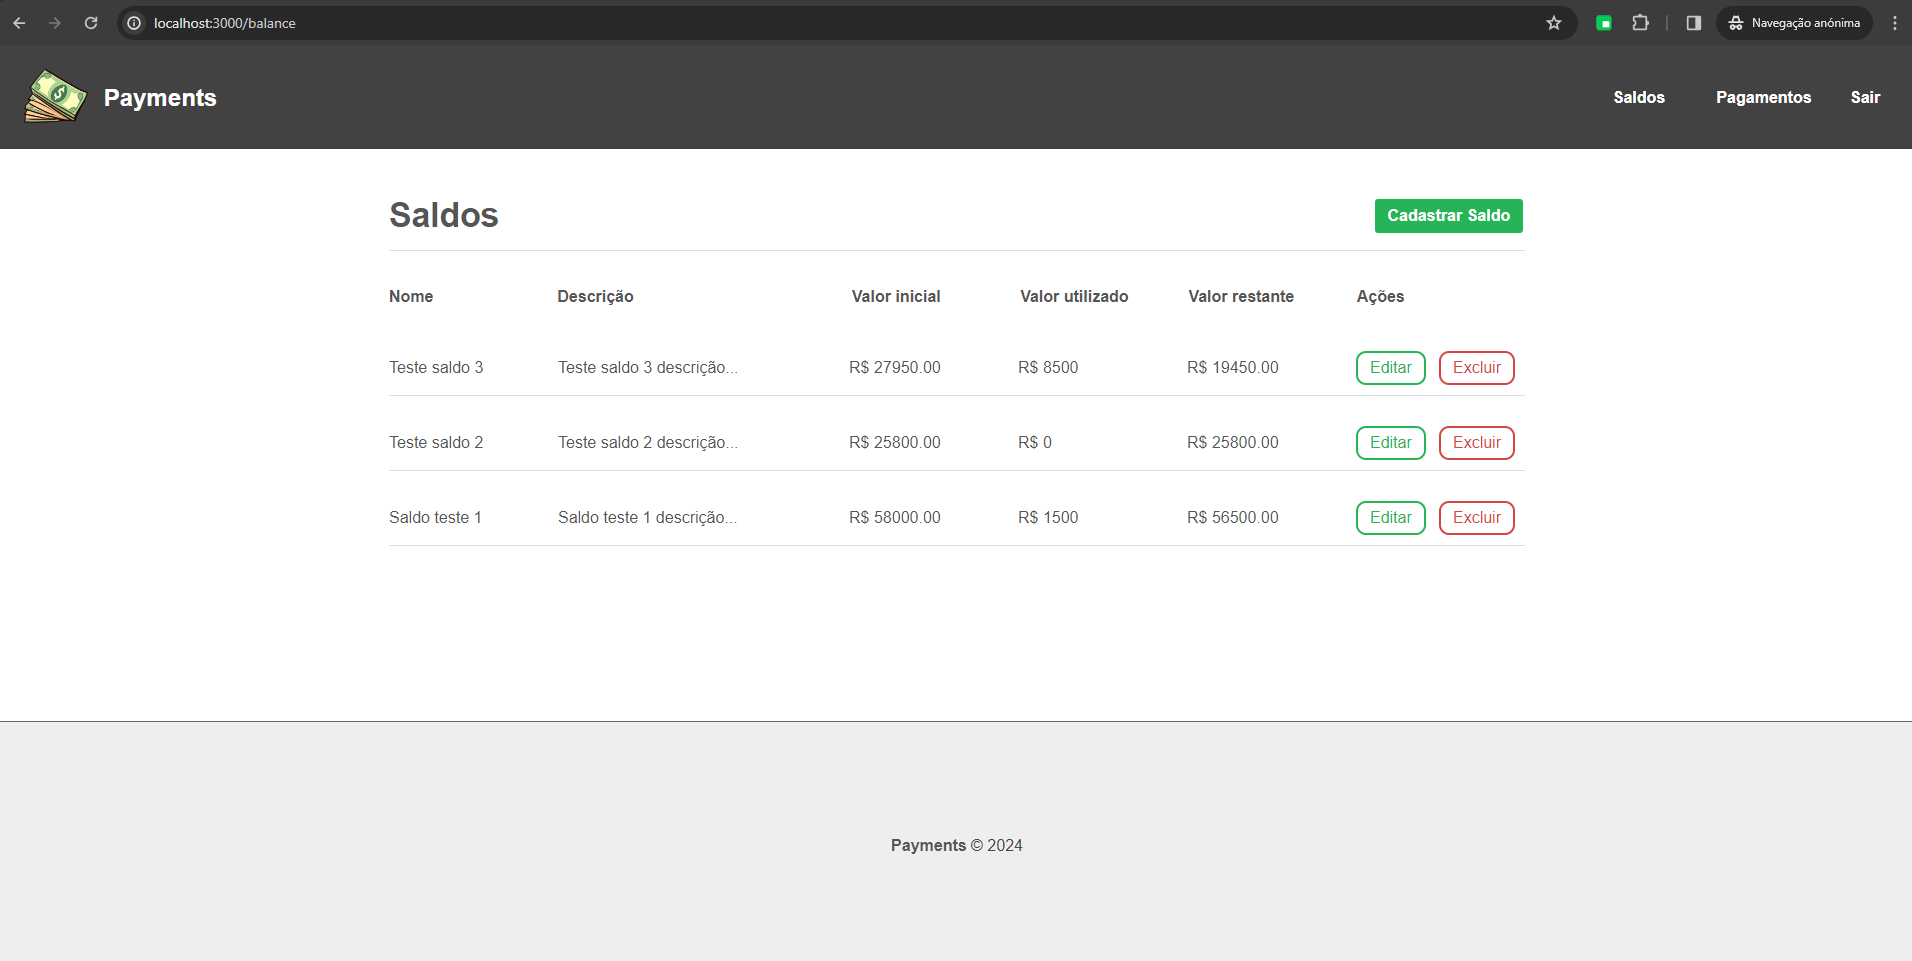 localhost:3000/balance
Navegação anónima
Payments
Saldos Pagamentos Sair
Saldos
Cadastrar Saldo
Nome Descrição Valor inicial Valor utilizado Valor restante Ações
Teste saldo 3 Teste saldo 3 descrição... R$ 27950.00 R$ 8500 R$ 19450.00 Editar Excluir
Teste saldo 2 Teste saldo 2 descrição... R$ 25800.00 R$ 0 R$ 25800.00 Editar Excluir
Saldo teste 1 Saldo teste 1 descrição... R$ 58000.00 R$ 1500 R$ 56500.00 Editar Excluir
Payments © 2024